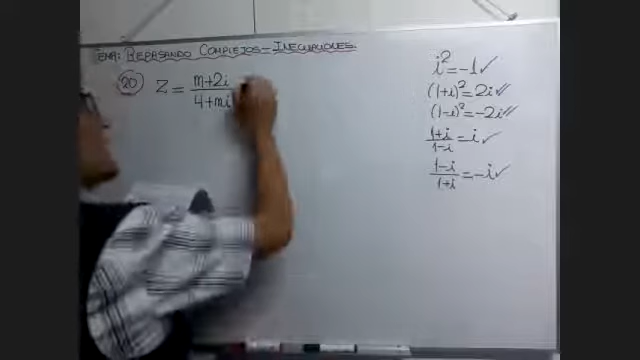 TEMA: REPASANDO COMPLEJOS - INECUACIONES.
20 Z = (m+2i)/(4+mi)
i² = -1 ✓
(1+i)² = 2i ✓✓
(1-i)² = -2i ✓✓
(1+i)/(1-i) = i ✓
(1-i)/(1+i) = -i ✓